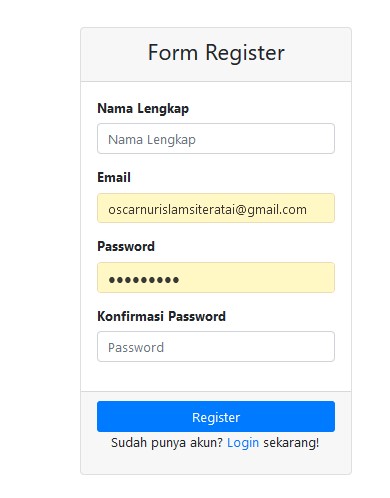 Form Register
Nama Lengkap
Nama Lengkap
Email
oscarnurislamsiteratai@gmail.com
Password
●●●●●●●●●
Konfirmasi Password
Password
Register
Sudah punya akun? Login sekarang!